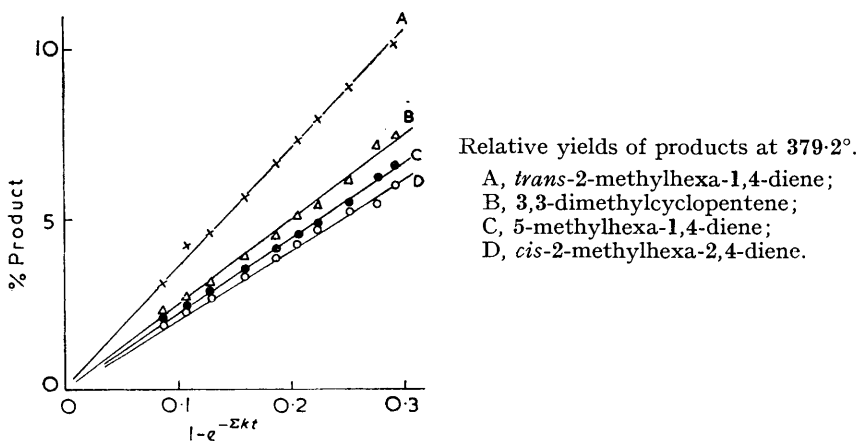 A
10
B
C
D
5
% Product
0
0
0·1
0·2
0·3
1-e^-Σkt
Relative yields of products at 379·2°.
A, trans-2-methylhexa-1,4-diene;
B, 3,3-dimethylcyclopentene;
C, 5-methylhexa-1,4-diene;
D, cis-2-methylhexa-2,4-diene.